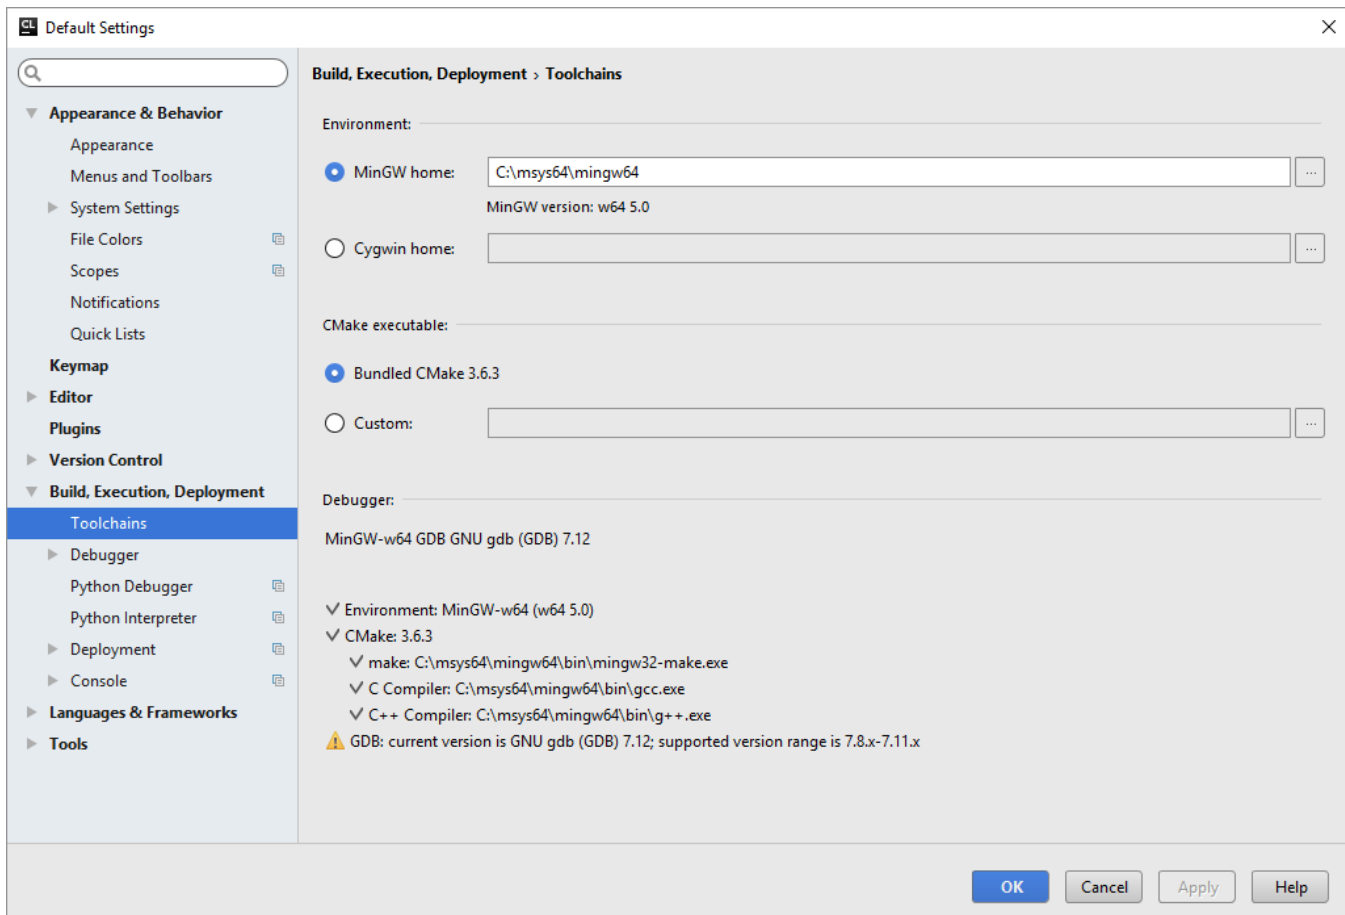 CL Default Settings
Appearance & Behavior
Appearance
Menus and Toolbars
System Settings
File Colors
Scopes
Notifications
Quick Lists
Keymap
Editor
Plugins
Version Control
Build, Execution, Deployment
Toolchains
Debugger
Python Debugger
Python Interpreter
Deployment
Console
Languages & Frameworks
Tools
Build, Execution, Deployment › Toolchains
Environment:
MinGW home: C:\msys64\mingw64 ...
MinGW version: w64 5.0
Cygwin home: ...
CMake executable:
Bundled CMake 3.6.3
Custom: ...
Debugger:
MinGW-w64 GDB GNU gdb (GDB) 7.12
Environment: MinGW-w64 (w64 5.0)
CMake: 3.6.3
make: C:\msys64\mingw64\bin\mingw32-make.exe
C Compiler: C:\msys64\mingw64\bin\gcc.exe
C++ Compiler: C:\msys64\mingw64\bin\g++.exe
GDB: current version is GNU gdb (GDB) 7.12; supported version range is 7.8.x-7.11.x
OK Cancel Apply Help